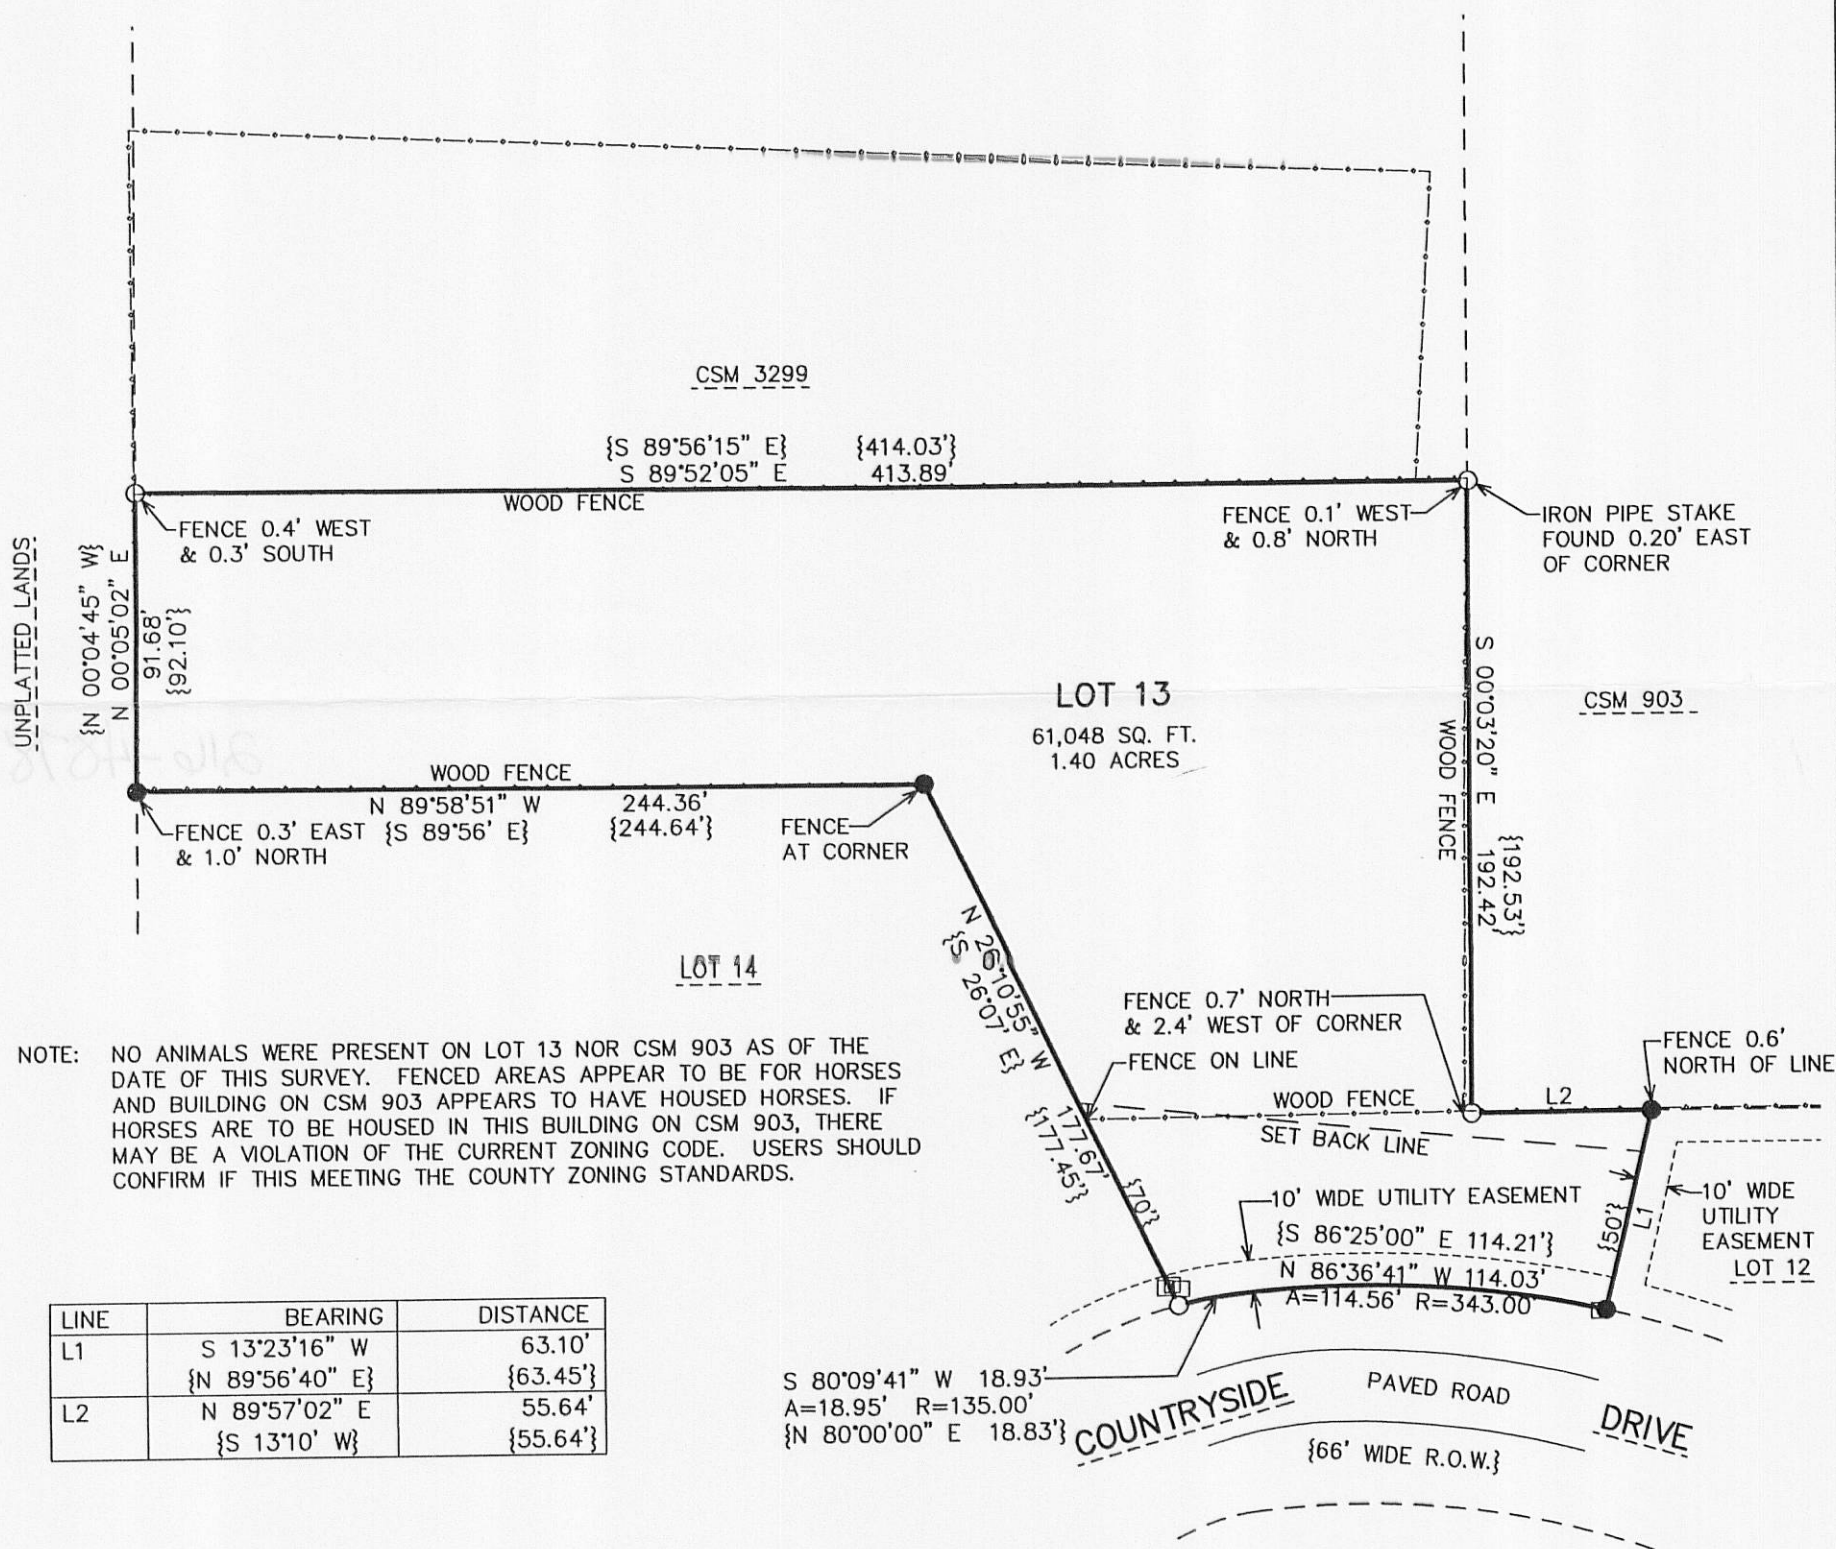 CSM 3299
{S 89°56'15" E} {414.03'}
S 89°52'05" E 413.89'
WOOD FENCE
FENCE 0.4' WEST
& 0.3' SOUTH
FENCE 0.1' WEST
& 0.8' NORTH
IRON PIPE STAKE
FOUND 0.20' EAST
OF CORNER
UNPLATTED LANDS
{N 00°04'45" W}
N 00°05'02" E
91.68'
{92.10'}
LOT 13
61,048 SQ. FT.
1.40 ACRES
S 00°03'20" E 192.42'
{192.53'}
WOOD FENCE
CSM 903
WOOD FENCE
N 89°58'51" W 244.36'
{S 89°56' E} {244.64'}
FENCE 0.3' EAST
& 1.0' NORTH
FENCE
AT CORNER
LOT 14
N 26°10'55" W 177.67'
{S 26°07' E} {177.45'}
{70'}
FENCE 0.7' NORTH
& 2.4' WEST OF CORNER
FENCE ON LINE
WOOD FENCE
SET BACK LINE
L2
FENCE 0.6'
NORTH OF LINE
NOTE: NO ANIMALS WERE PRESENT ON LOT 13 NOR CSM 903 AS OF THE
DATE OF THIS SURVEY. FENCED AREAS APPEAR TO BE FOR HORSES
AND BUILDING ON CSM 903 APPEARS TO HAVE HOUSED HORSES. IF
HORSES ARE TO BE HOUSED IN THIS BUILDING ON CSM 903, THERE
MAY BE A VIOLATION OF THE CURRENT ZONING CODE. USERS SHOULD
CONFIRM IF THIS MEETING THE COUNTY ZONING STANDARDS.
10' WIDE UTILITY EASEMENT
{S 86°25'00" E 114.21'}
N 86°36'41" W 114.03'
A=114.56' R=343.00'
{50'}
L1
10' WIDE
UTILITY
EASEMENT
LOT 12
LINE BEARING DISTANCE
L1 S 13°23'16" W 63.10'
{N 89°56'40" E} {63.45'}
L2 N 89°57'02" E 55.64'
{S 13°10' W} {55.64'}
S 80°09'41" W 18.93'
A=18.95' R=135.00'
{N 80°00'00" E 18.83'}
COUNTRYSIDE DRIVE
PAVED ROAD
{66' WIDE R.O.W.}